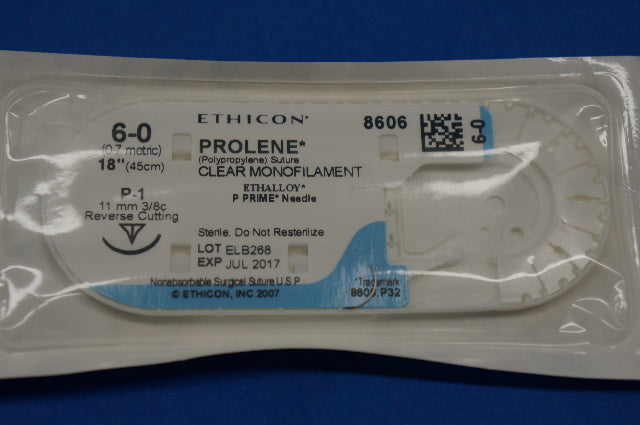 ETHICON*
8606
6-0
6-0
(0.7 metric)
18" (45cm)
PROLENE*
(Polypropylene) Suture
CLEAR MONOFILAMENT
ETHALLOY*
P PRIME* Needle
P-1
11 mm 3/8c
Reverse Cutting
Sterile. Do Not Resterilize
LOT ELB268
EXP JUL 2017
Nonabsorbable Surgical Suture U.S.P.
© ETHICON, INC 2007
*Trademark
8606.P32